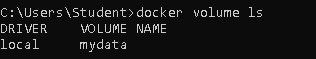 C:\Users\Student>docker volume ls
DRIVER    VOLUME NAME
local     mydata